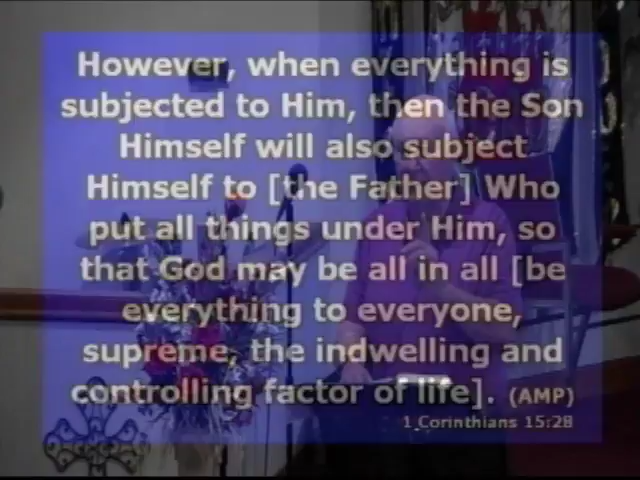 However, when everything is
subjected to Him, then the Son
Himself will also subject
Himself to [the Father] Who
put all things under Him, so
that God may be all in all [be
everything to everyone,
supreme, the indwelling and
controlling factor of life]. (AMP)
1 Corinthians 15:28